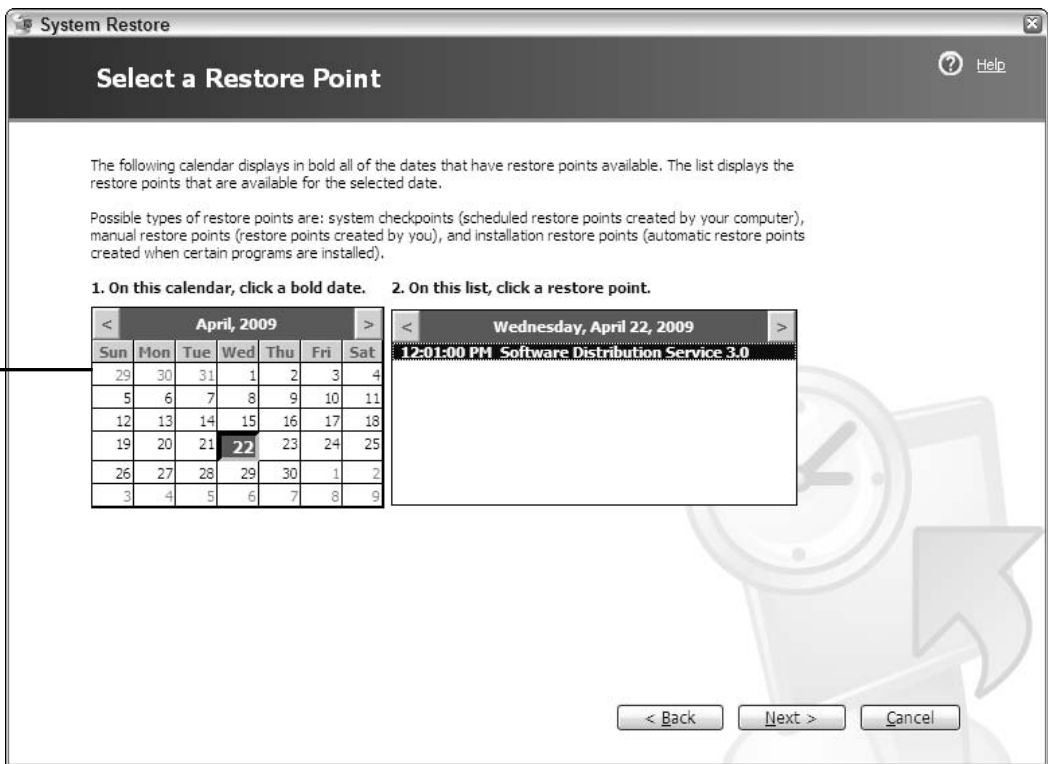 System Restore
Select a Restore Point
Help
The following calendar displays in bold all of the dates that have restore points available. The list displays the
restore points that are available for the selected date.
Possible types of restore points are: system checkpoints (scheduled restore points created by your computer),
manual restore points (restore points created by you), and installation restore points (automatic restore points
created when certain programs are installed).
1. On this calendar, click a bold date.
< April, 2009 >
Sun Mon Tue Wed Thu Fri Sat
29 30 31 1 2 3 4
5 6 7 8 9 10 11
12 13 14 15 16 17 18
19 20 21 22 23 24 25
26 27 28 29 30 1 2
3 4 5 6 7 8 9
2. On this list, click a restore point.
< Wednesday, April 22, 2009 >
12:01:00 PM Software Distribution Service 3.0
< Back
Next >
Cancel